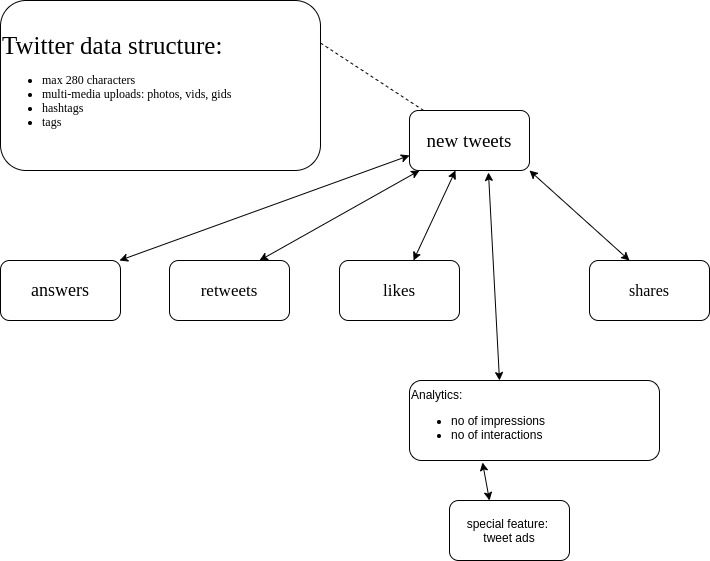 Twitter data structure:
max 280 characters
multi-media uploads: photos, vids, gids
hashtags
tags
new tweets
answers
retweets
likes
shares
Analytics:
no of impressions
no of interactions
special feature:
tweet ads